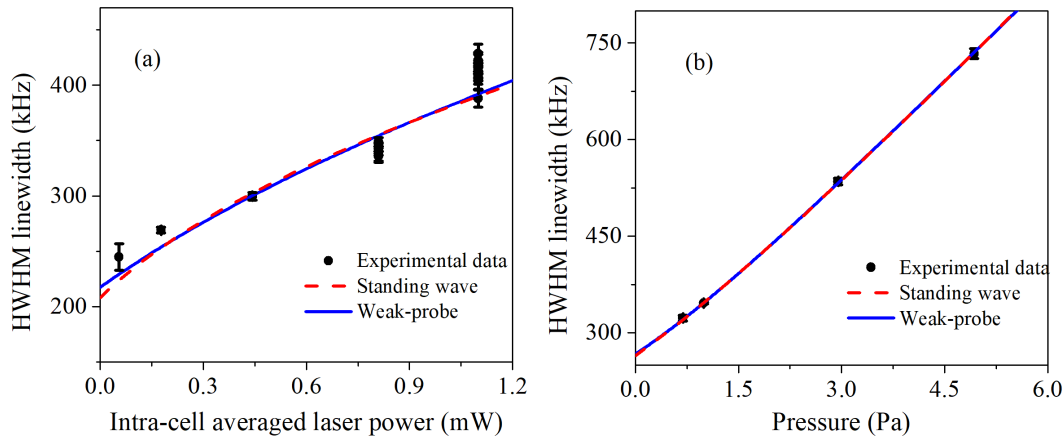 (a)
HWHM linewidth (kHz)
400
300
200
Experimental data
Standing wave
Weak-probe
0.0 0.3 0.6 0.9 1.2
Intra-cell averaged laser power (mW)
(b)
HWHM linewidth (kHz)
750
600
450
300
Experimental data
Standing wave
Weak-probe
0.0 1.5 3.0 4.5 6.0
Pressure (Pa)